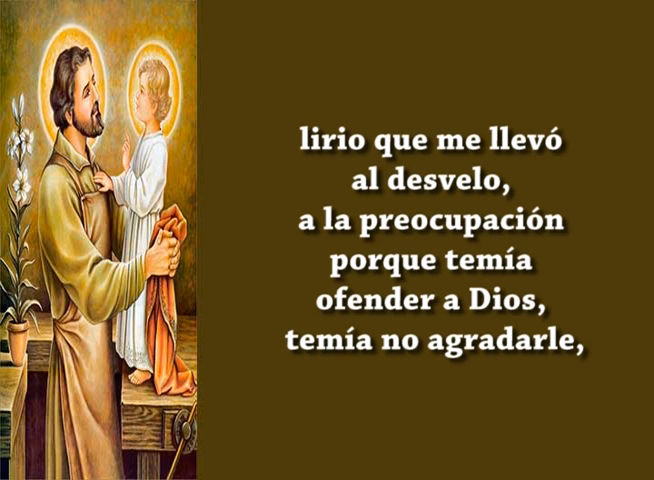 lirio que me llevó
al desvelo,
a la preocupación
porque temía
ofender a Dios,
temía no agradarle,